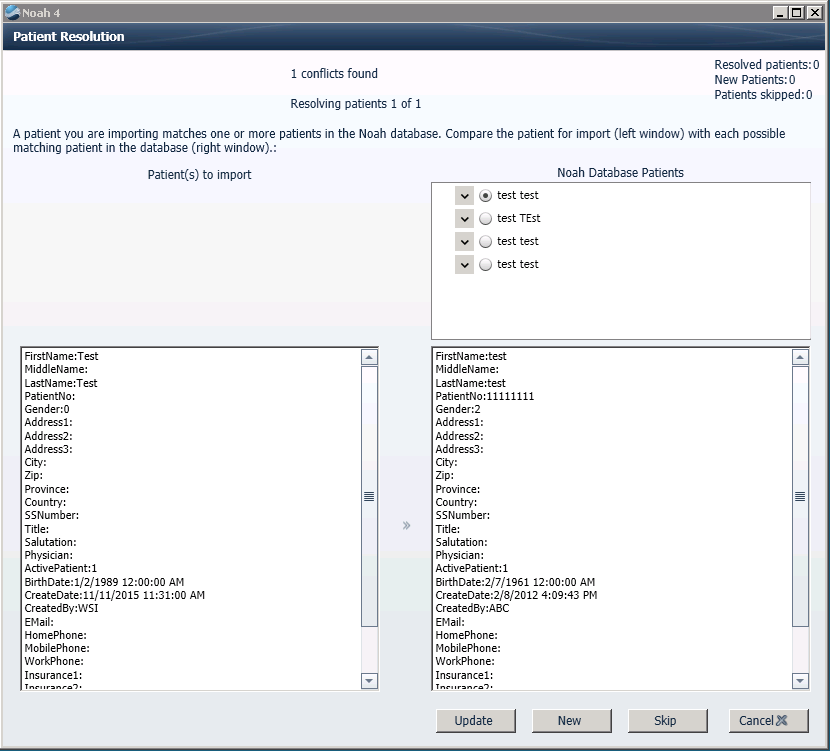 Noah 4
Patient Resolution
1 conflicts found
Resolving patients 1 of 1
Resolved patients:0
New Patients:0
Patients skipped:0
A patient you are importing matches one or more patients in the Noah database. Compare the patient for import (left window) with each possible
matching patient in the database (right window).:
Patient(s) to import
Noah Database Patients
test test
test TEst
test test
test test
FirstName:Test
MiddleName:
LastName:Test
PatientNo:
Gender:0
Address1:
Address2:
Address3:
City:
Zip:
Province:
Country:
SSNumber:
Title:
Salutation:
Physician:
ActivePatient:1
BirthDate:1/2/1989 12:00:00 AM
CreateDate:11/11/2015 11:31:00 AM
CreatedBy:WSI
EMail:
HomePhone:
MobilePhone:
WorkPhone:
Insurance1:
Insurance2:
»
FirstName:test
MiddleName:
LastName:test
PatientNo:11111111
Gender:2
Address1:
Address2:
Address3:
City:
Zip:
Province:
Country:
SSNumber:
Title:
Salutation:
Physician:
ActivePatient:1
BirthDate:2/7/1961 12:00:00 AM
CreateDate:2/8/2012 4:09:43 PM
CreatedBy:ABC
EMail:
HomePhone:
MobilePhone:
WorkPhone:
Insurance1:
Insurance2:
Update
New
Skip
Cancel